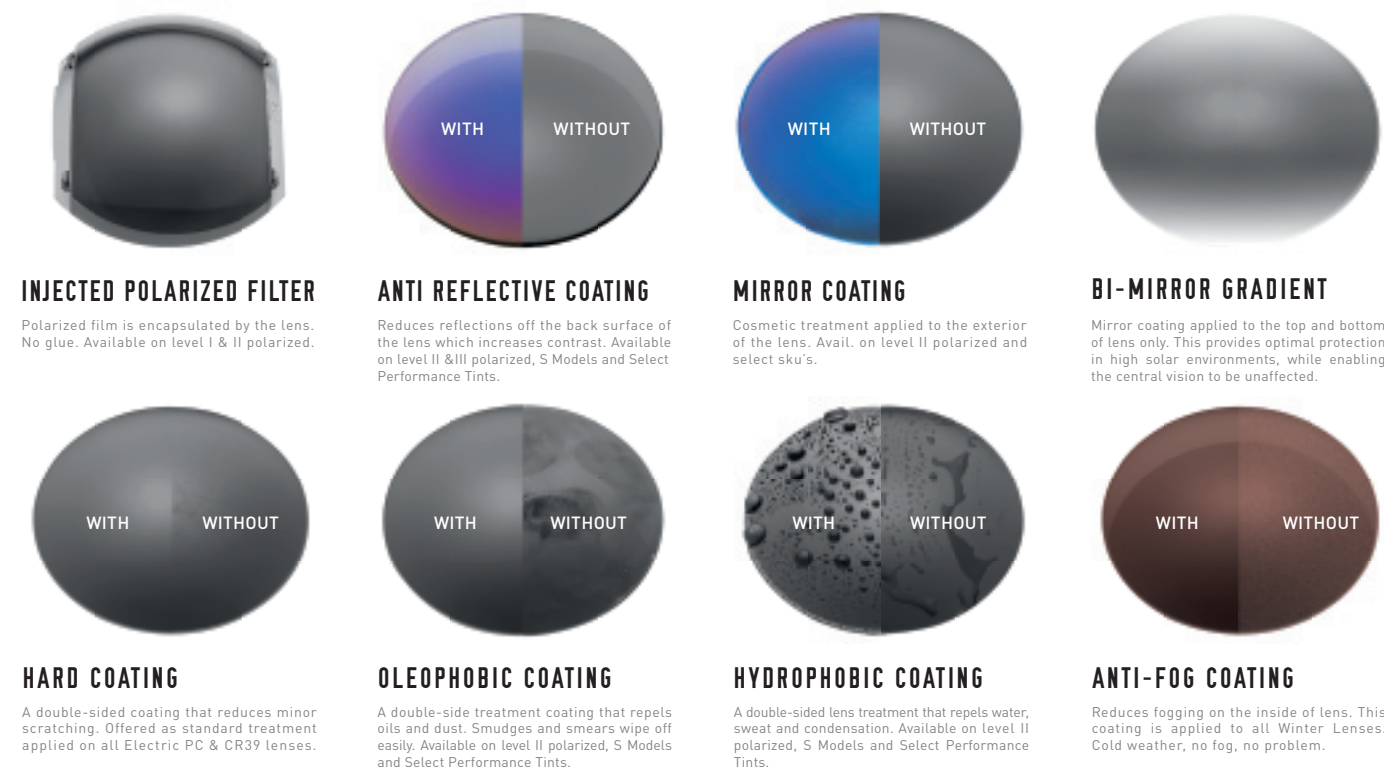 WITH
WITHOUT
WITH
WITHOUT
INJECTED POLARIZED FILTER
Polarized film is encapsulated by the lens.
No glue. Available on level I & II polarized.
ANTI REFLECTIVE COATING
Reduces reflections off the back surface of
the lens which increases contrast. Available
on level II &III polarized, S Models and Select
Performance Tints.
MIRROR COATING
Cosmetic treatment applied to the exterior
of the lens. Avail. on level II polarized and
select sku's.
BI-MIRROR GRADIENT
Mirror coating applied to the top and bottom
of lens only. This provides optimal protection
in high solar environments, while enabling
the central vision to be unaffected.
WITH
WITHOUT
WITH
WITHOUT
WITH
WITHOUT
WITH
WITHOUT
HARD COATING
A double-sided coating that reduces minor
scratching. Offered as standard treatment
applied on all Electric PC & CR39 lenses.
OLEOPHOBIC COATING
A double-side treatment coating that repels
oils and dust. Smudges and smears wipe off
easily. Available on level II polarized, S Models
and Select Performance Tints.
HYDROPHOBIC COATING
A double-sided lens treatment that repels water,
sweat and condensation. Available on level II
polarized, S Models and Select Performance
Tints.
ANTI-FOG COATING
Reduces fogging on the inside of lens. This
coating is applied to all Winter Lenses.
Cold weather, no fog, no problem.